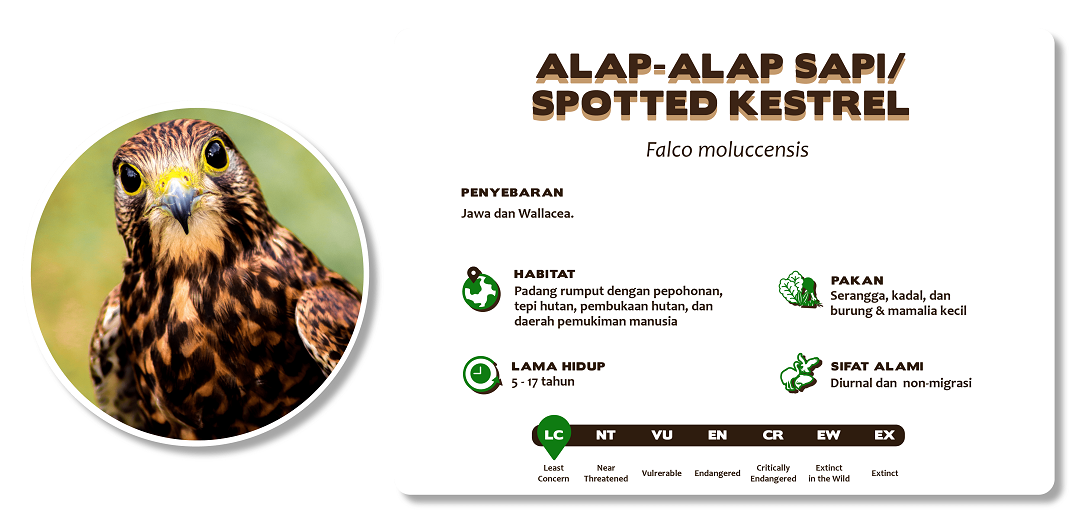 ALAP-ALAP SAPI/
SPOTTED KESTREL
Falco moluccensis
PENYEBARAN
Jawa dan Wallacea.
HABITAT
Padang rumput dengan pepohonan,
tepi hutan, pembukaan hutan, dan
daerah pemukiman manusia
PAKAN
Serangga, kadal, dan
burung & mamalia kecil
LAMA HIDUP
5 - 17 tahun
SIFAT ALAMI
Diurnal dan non-migrasi
LC NT VU EN CR EW EX
Least Concern Near Threatened Vulrerable Endangered Critically Endangered Extinct in the Wild Extinct